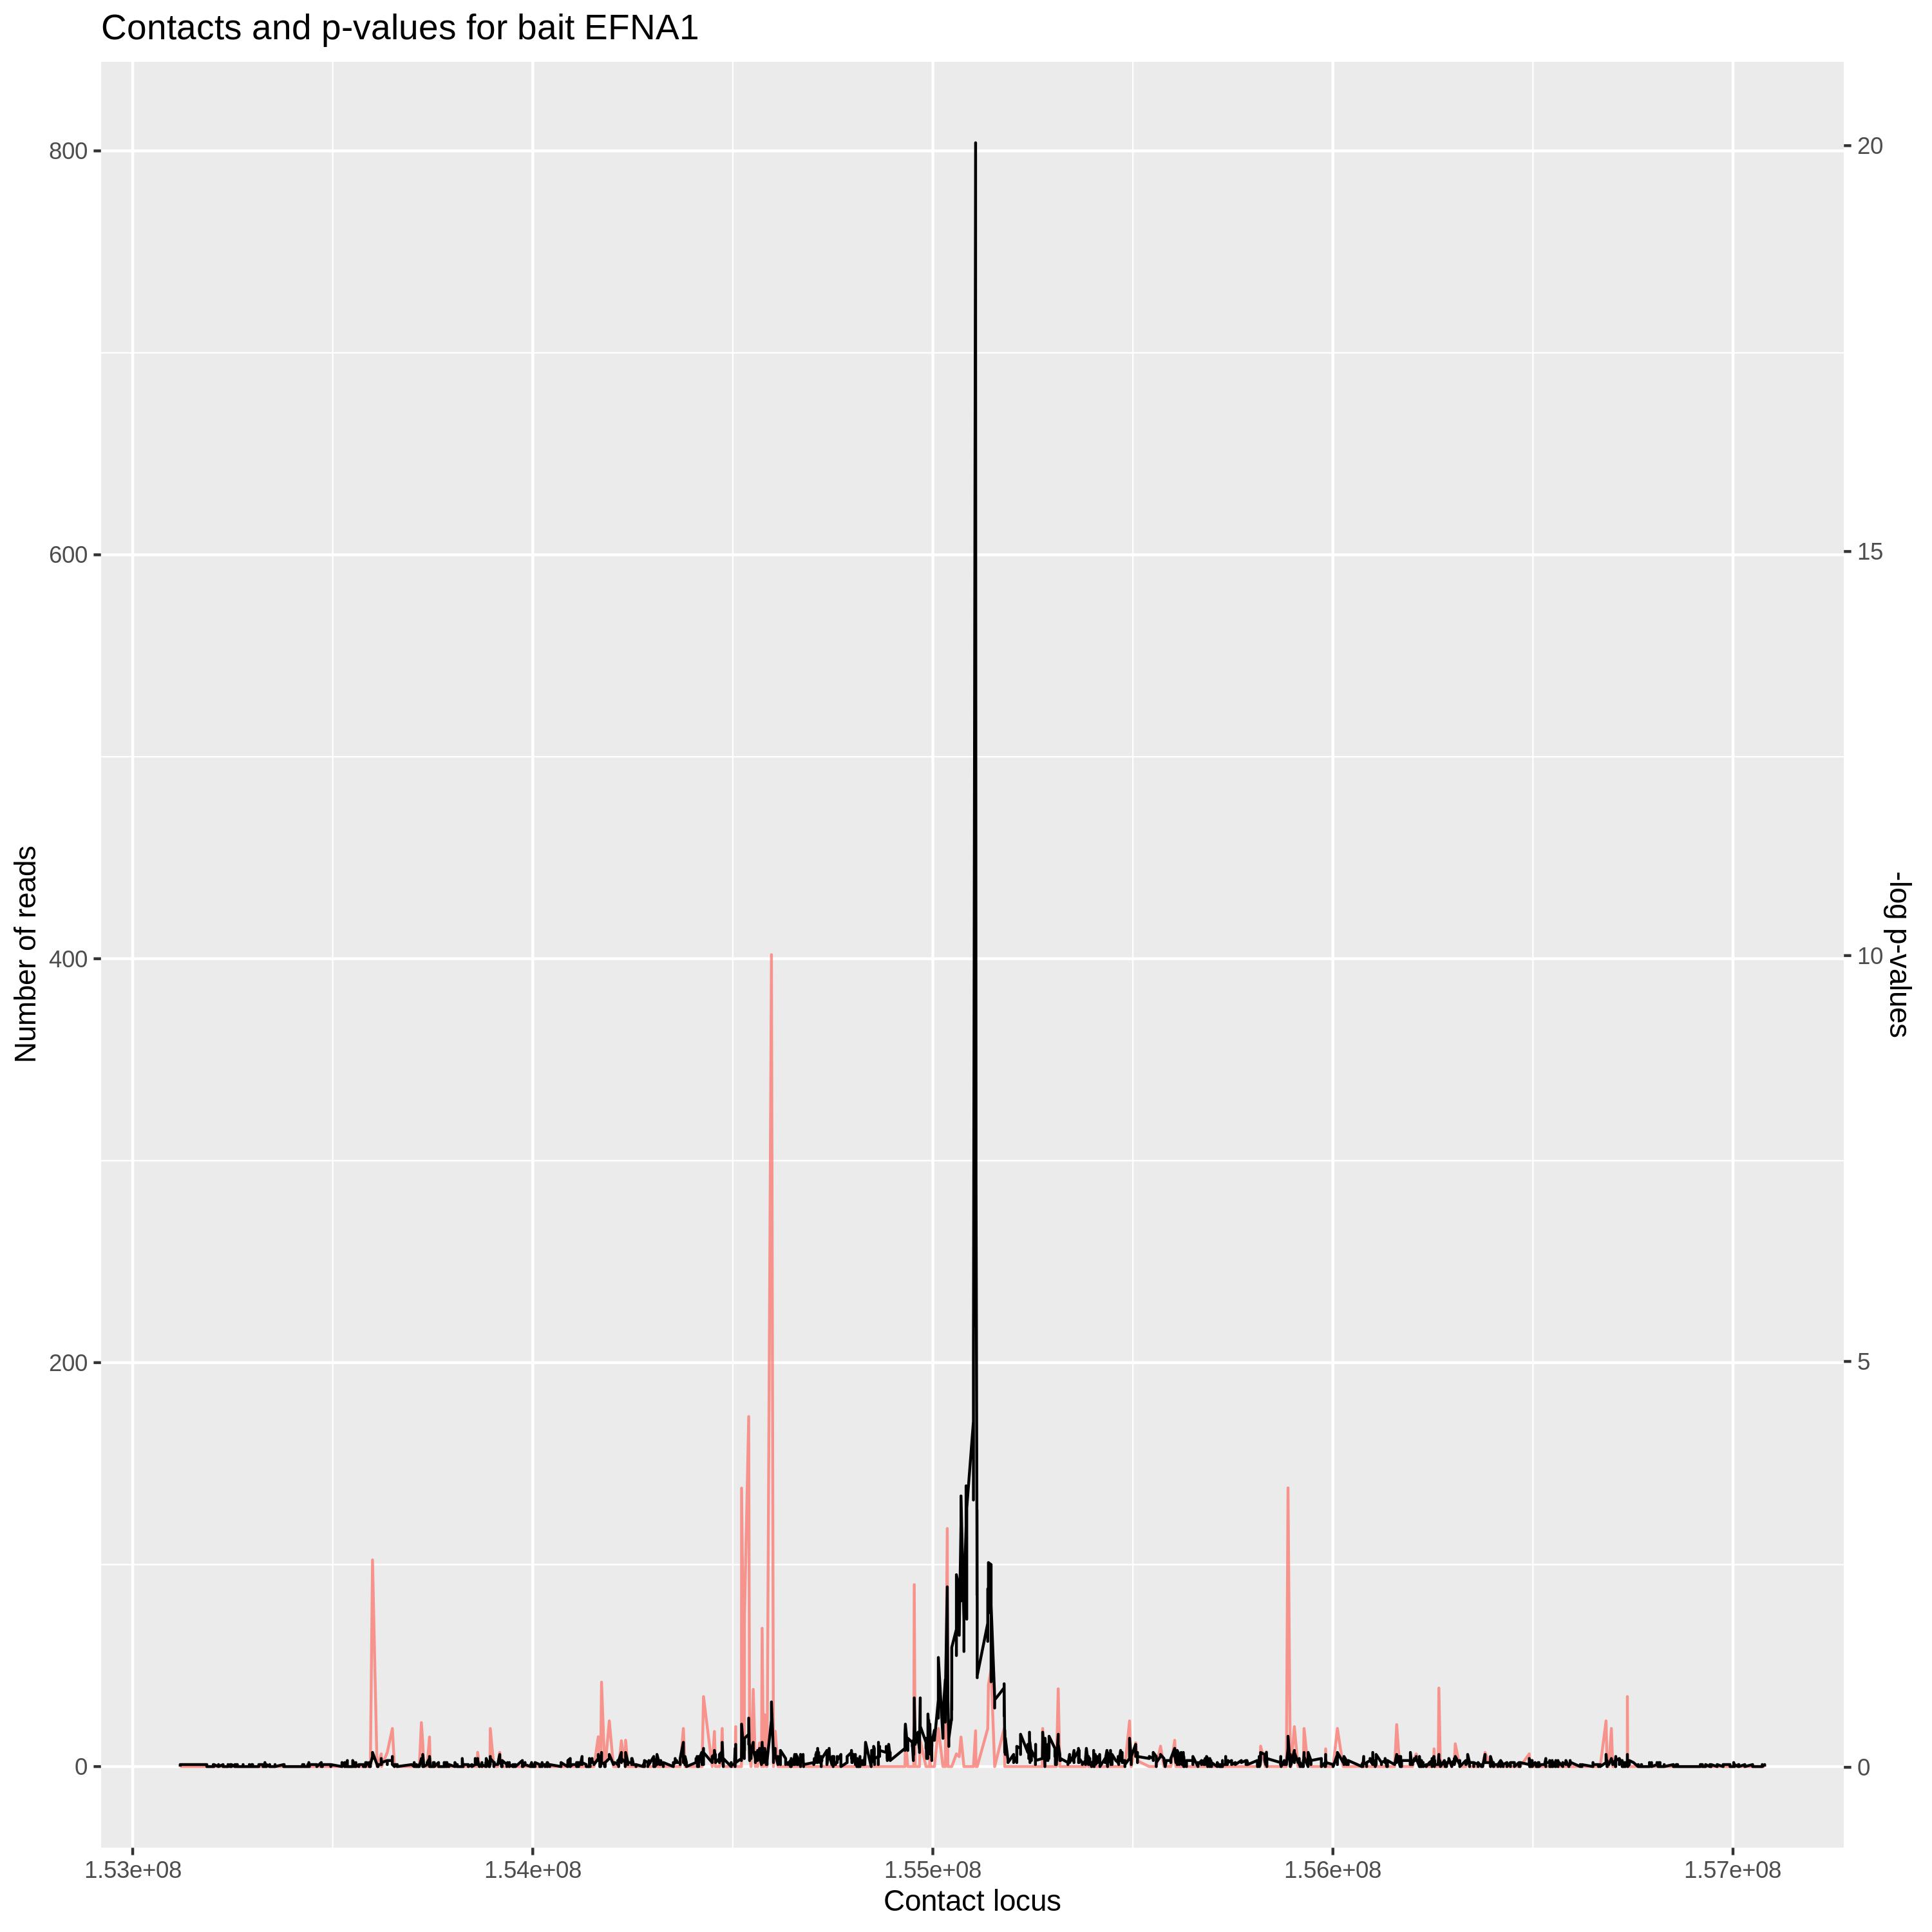 Contacts and p-values for bait EFNA1
800
600
400
200
0
20
15
10
5
0
Number of reads
-log p-values
1.53e+08 1.54e+08 1.55e+08 1.56e+08 1.57e+08
Contact locus